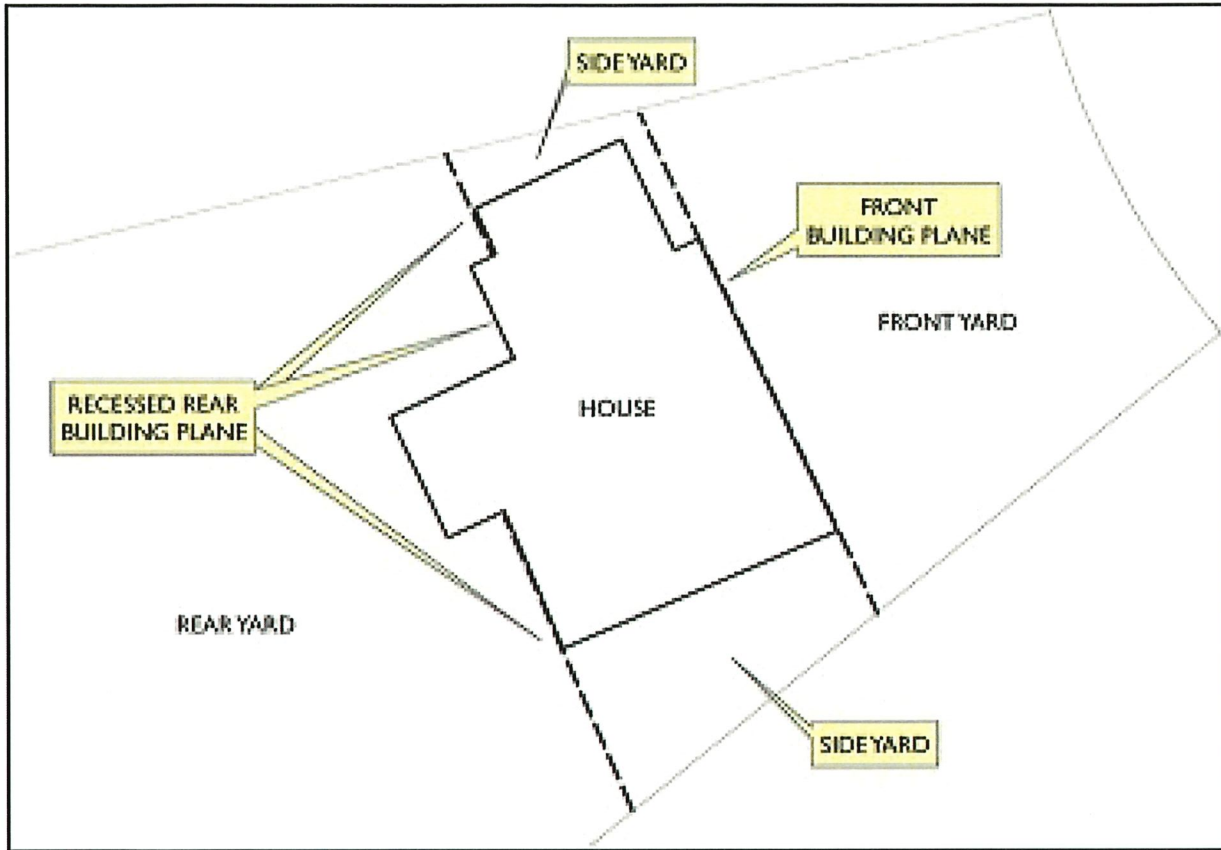 SIDE YARD
FRONT
BUILDING PLANE
FRONT YARD
RECESSED REAR
BUILDING PLANE
HOUSE
REAR YARD
SIDE YARD